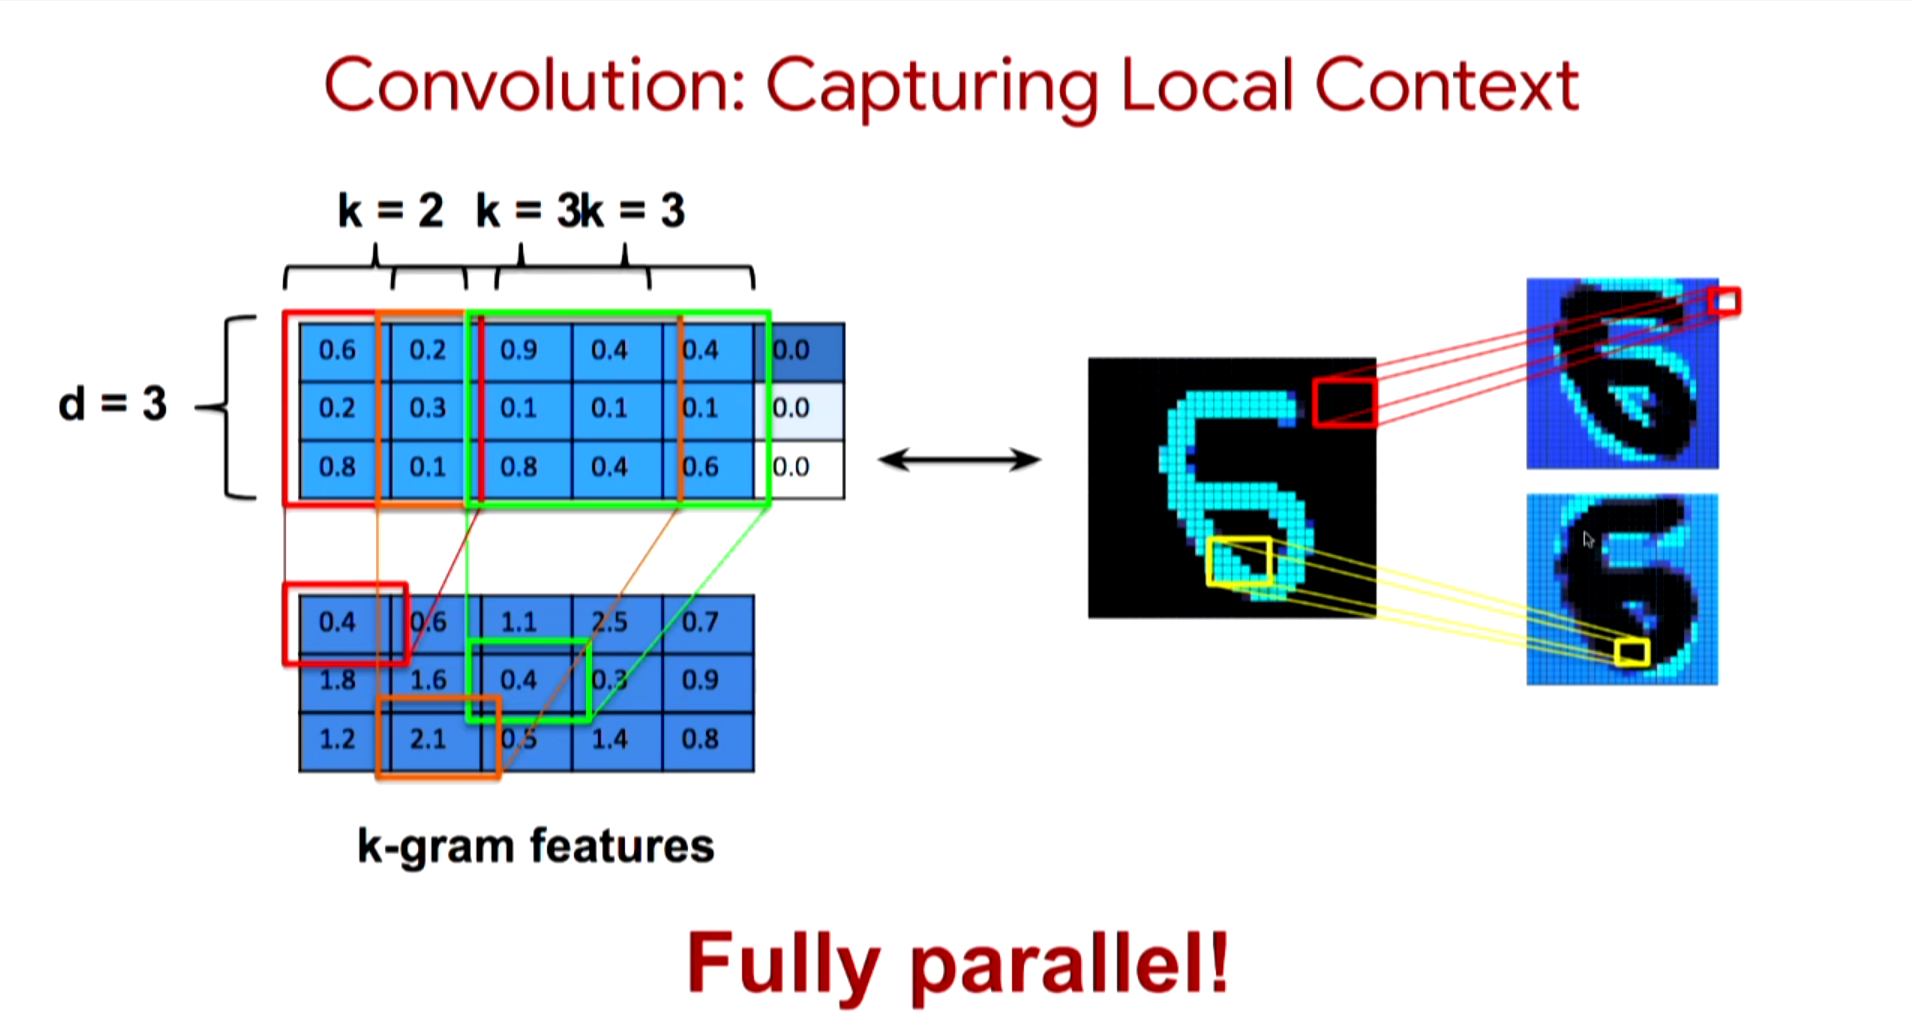 Convolution: Capturing Local Context
k = 2 k = 3k = 3
d = 3
0.6 0.2 0.9 0.4 0.4 0.0
0.2 0.3 0.1 0.1 0.1 0.0
0.8 0.1 0.8 0.4 0.6 0.0
0.4 0.6 1.1 2.5 0.7
1.8 1.6 0.4 0.3 0.9
1.2 2.1 0.5 1.4 0.8
k-gram features
Fully parallel!